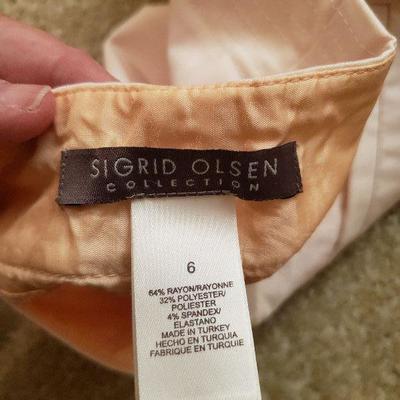 SIGRID OLSEN
COLLECTION
6
64% RAYON/RAYONNE
32% POLYESTER/
POLIESTER
4% SPANDEX/
ELASTANO
MADE IN TURKEY
HECHO EN TURQUIA
FABRIQUE EN TURQUIA